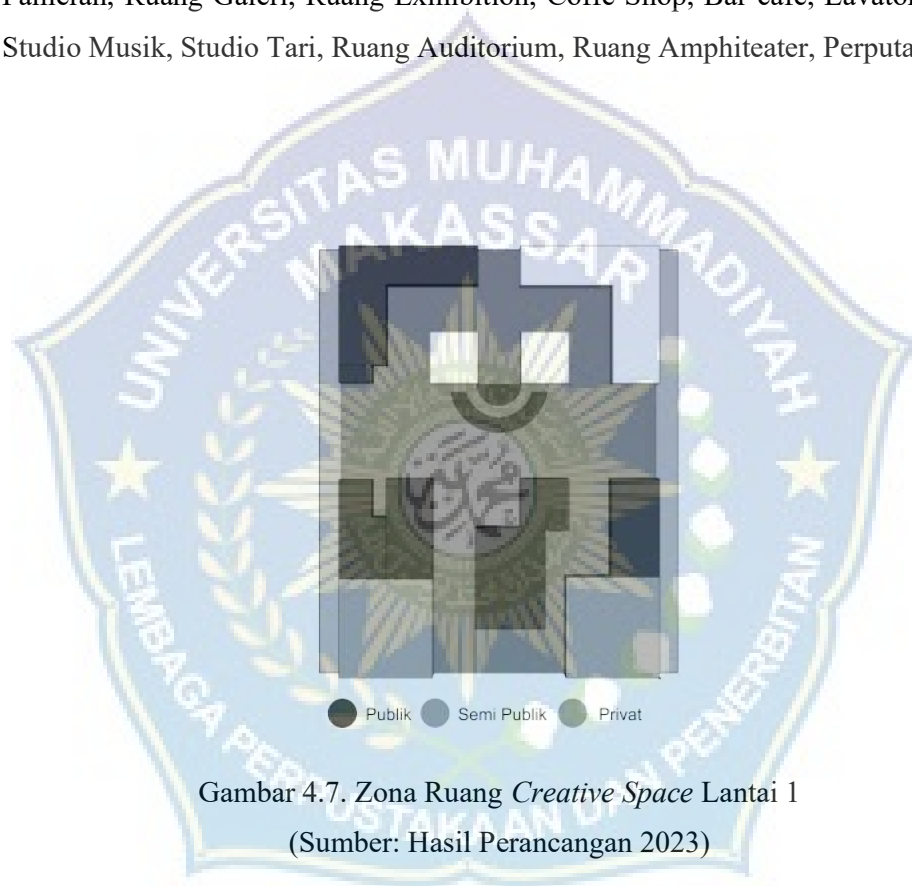 Pameran, Ruang Galeri, Ruang Exhibition, Coffe Shop, Bar cafe,
Studio Musik, Studio Tari, Ruang Auditorium, Ruang Amphiteater,
UNIVERSITAS MUHAMMADIYAH
MAKASSAR
Publik Semi Publik Privat
LEMBAGA PERPUSTAKAAN DAN PENERBITAN
Gambar 4.7. Zona Ruang Creative Space Lantai 1
(Sumber: Hasil Perancangan 2023)